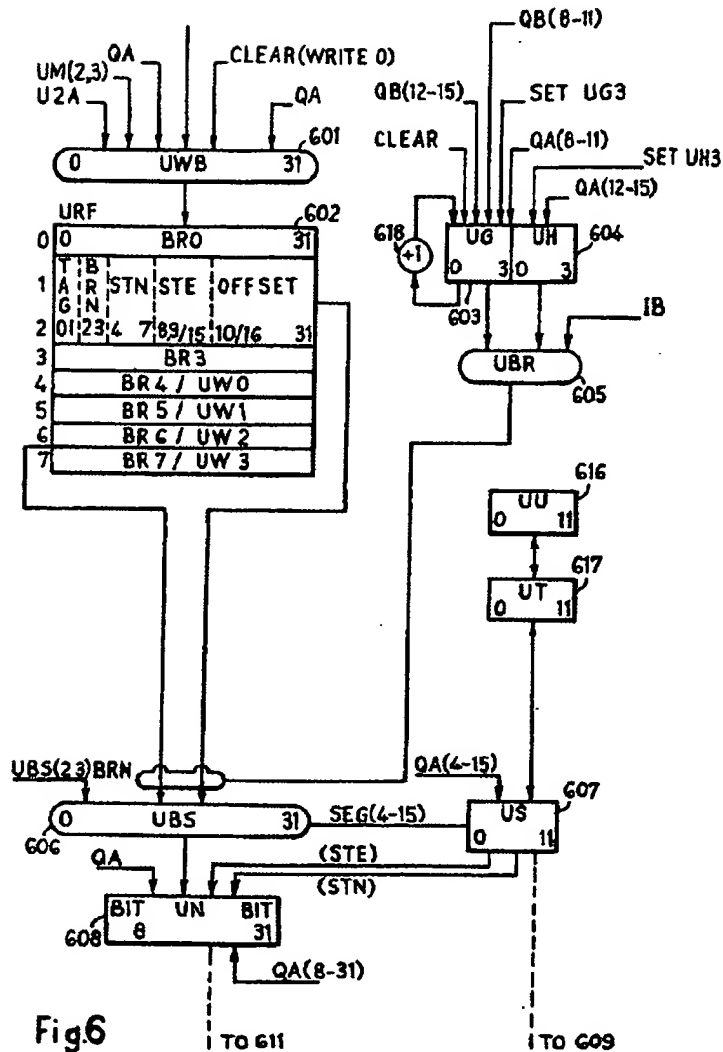 QB(8-11)
QA
CLEAR(WRITE 0)
UM(2,3)
U2A
QA
601
0 UWB 31
QB(12-15)
SET UG3
CLEAR
QA(8-11)
SET UH3
QA(12-15)
URF
602
0 0 BR0 31
618
+1
UG UH
0 3 0 3
604
603
1 TAG BRN STN STE OFFSET
2 01 23 4 7 8,9/15 10/16 31
3 BR3
4 BR4 / UW0
5 BR5 / UW1
6 BR6 / UW2
7 BR7 / UW3
IB
UBR
605
616
UU
0 11
617
UT
0 11
UBS(23)BRN
QA(4-15)
607
0 UBS 31
606
SEG(4-15)
US
0 11
QA
(STE)
(STN)
BIT UN BIT
8 31
608
QA(8-31)
Fig.6
TO 611
TO 609